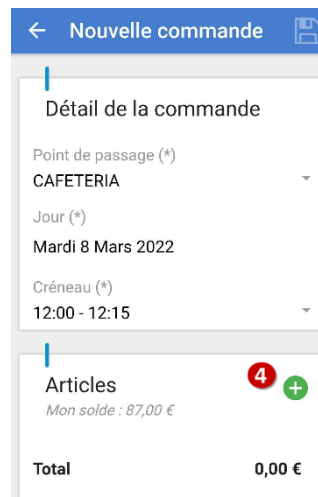 Nouvelle commande
Détail de la commande
Point de passage (*)
CAFETERIA
Jour (*)
Mardi 8 Mars 2022
Créneau (*)
12:00 - 12:15
Articles
4
Mon solde : 87,00 €
Total 0,00 €